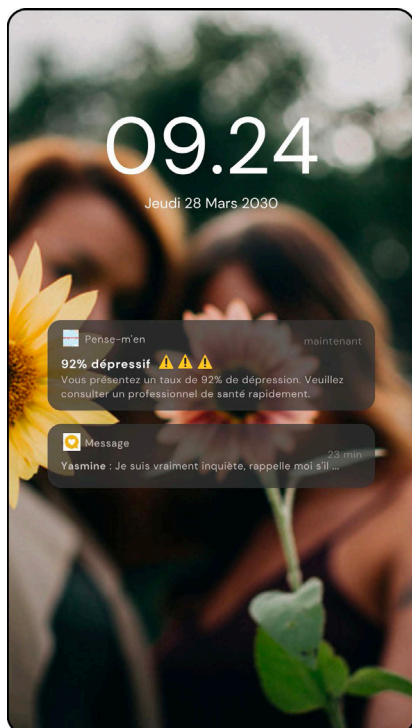 09.24
Jeudi 28 Mars 2030
Pense-m'en
maintenant
92% dépressif ⚠⚠⚠
Vous présentez un taux de 92% de dépression. Veuillez
consulter un professionnel de santé rapidement.
Message
23 min
Yasmine : Je suis vraiment inquiète, rappelle moi s'il ...